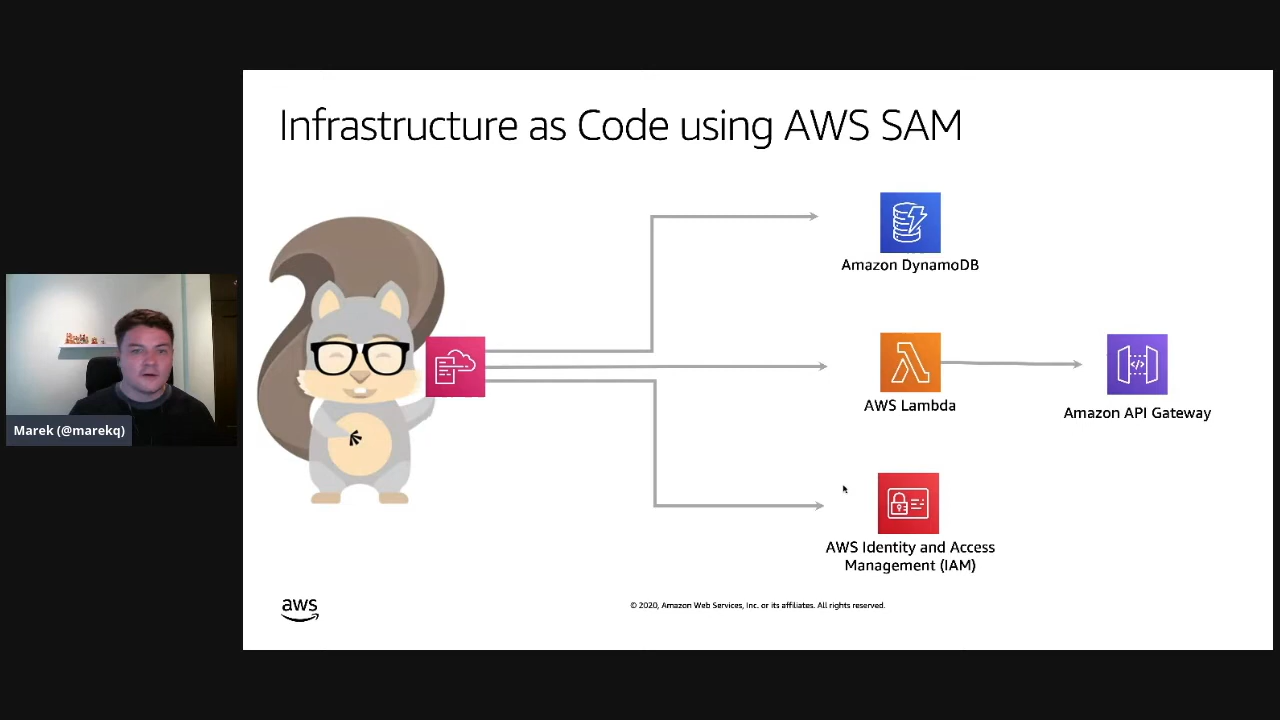 Infrastructure as Code using AWS SAM
Amazon DynamoDB
AWS Lambda
Amazon API Gateway
AWS Identity and Access
Management (IAM)
Marek (@marekq)
aws
© 2020, Amazon Web Services, Inc. or its affiliates. All rights reserved.